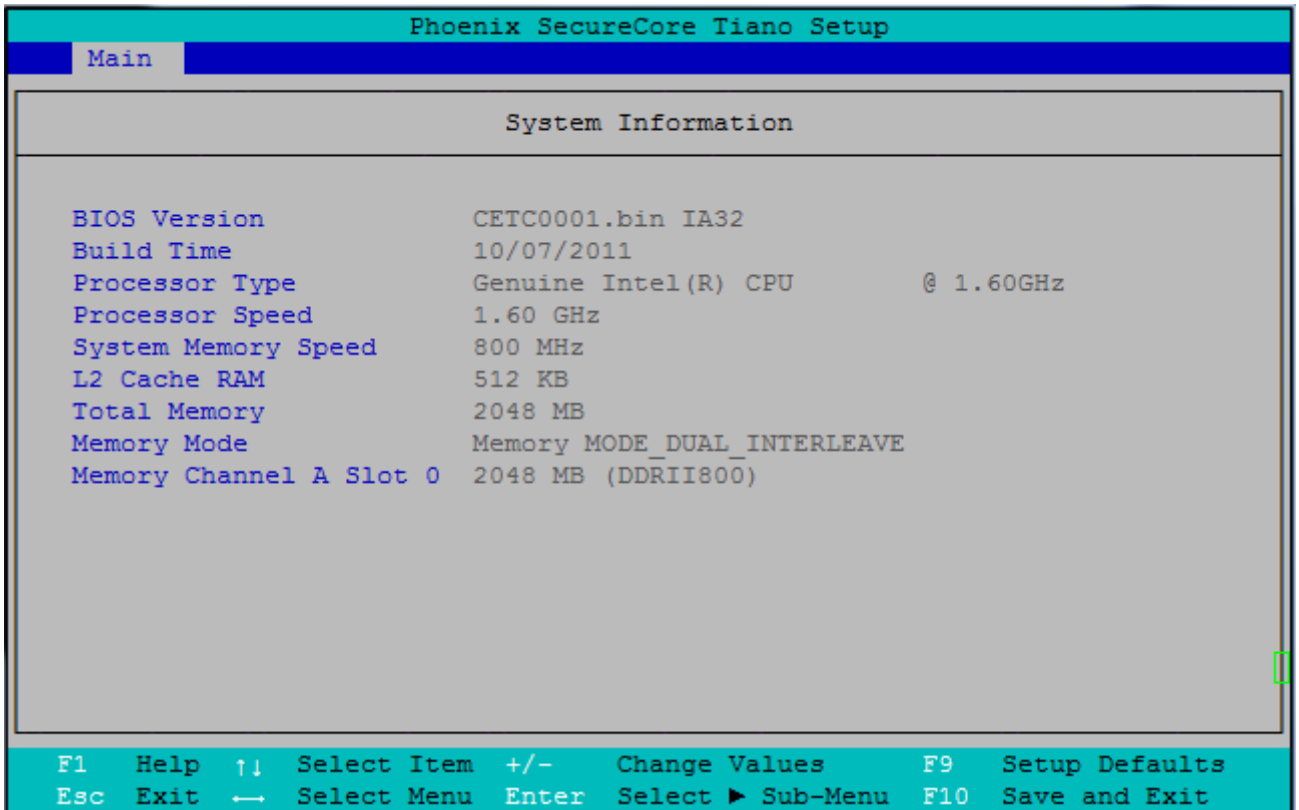 Phoenix SecureCore Tiano Setup
Main
System Information
BIOS Version CETC0001.bin IA32
Build Time 10/07/2011
Processor Type Genuine Intel(R) CPU @ 1.60GHz
Processor Speed 1.60 GHz
System Memory Speed 800 MHz
L2 Cache RAM 512 KB
Total Memory 2048 MB
Memory Mode Memory MODE_DUAL_INTERLEAVE
Memory Channel A Slot 0 2048 MB (DDRII800)
F1 Help ↑↓ Select Item +/- Change Values F9 Setup Defaults
Esc Exit ←→ Select Menu Enter Select ► Sub-Menu F10 Save and Exit